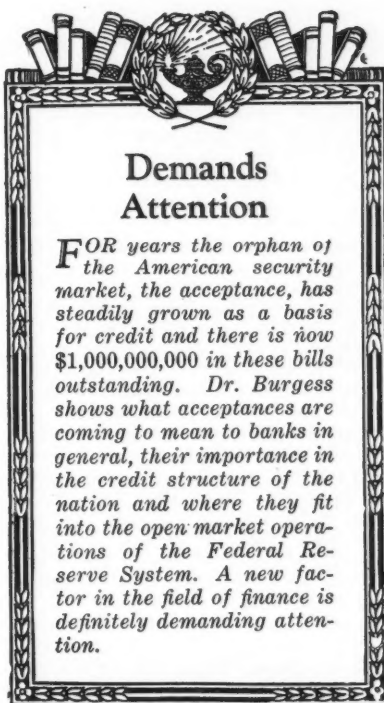 Demands
Attention
FOR years the orphan of
the American security
market, the acceptance, has
steadily grown as a basis
for credit and there is now
$1,000,000,000 in these bills
outstanding. Dr. Burgess
shows what acceptances are
coming to mean to banks in
general, their importance in
the credit structure of the
nation and where they fit
into the open market opera-
tions of the Federal Re-
serve System. A new fac-
tor in the field of finance is
definitely demanding atten-
tion.